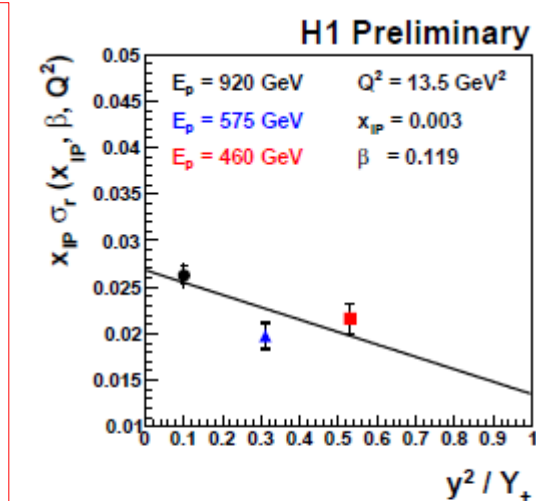 H1 Preliminary
x_IP σ_r (x_IP, β, Q²)
E_p = 920 GeV
E_p = 575 GeV
E_p = 460 GeV
Q² = 13.5 GeV²
x_IP = 0.003
β = 0.119
0.05
0.045
0.04
0.035
0.03
0.025
0.02
0.015
0.01
0 0.1 0.2 0.3 0.4 0.5 0.6 0.7 0.8 0.9 1
y² / Y₊